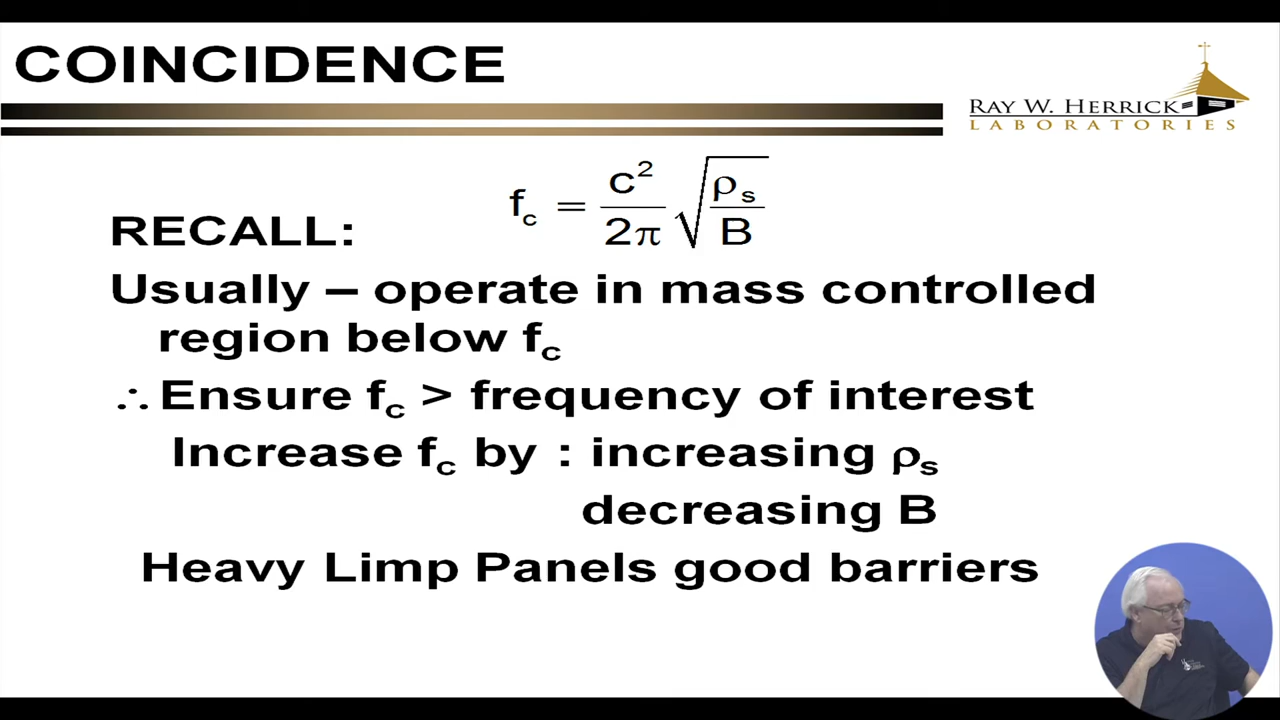 COINCIDENCE
RAY W. HERRICK
LABORATORIES
f_c = c²/2π √(ρ_s/B)
RECALL:
Usually – operate in mass controlled
region below f_c
∴ Ensure f_c > frequency of interest
Increase f_c by : increasing ρ_s
decreasing B
Heavy Limp Panels good barriers